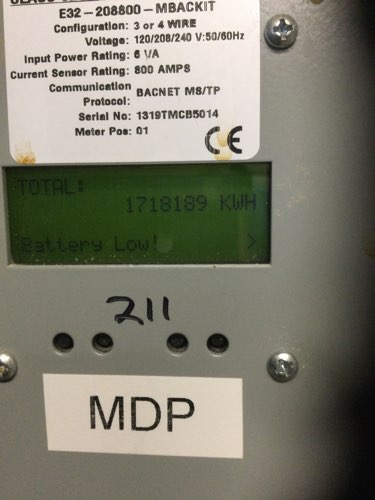 E32-208800-MBACKIT
Configuration: 3 or 4 WIRE
Voltage: 120/208/240 V:50/60Hz
Input Power Rating: 6 VA
Current Sensor Rating: 800 AMPS
Communication Protocol: BACNET MS/TP
Serial No: 1319TMCB5014
Meter Pos: 01
CE
TOTAL:
1718189 KWH
Battery Low! >
211
MDP